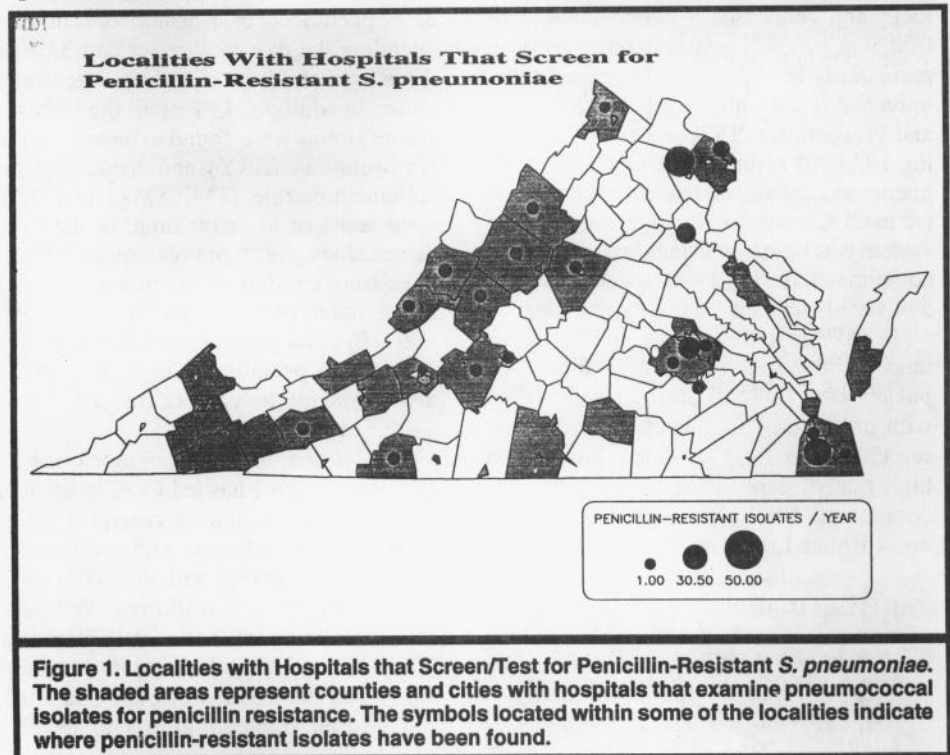 Localities With Hospitals That Screen for
Penicillin-Resistant S. pneumoniae
PENICILLIN-RESISTANT ISOLATES / YEAR
1.00 30.50 50.00
Figure 1. Localities with Hospitals that Screen/Test for Penicillin-Resistant S. pneumoniae.
The shaded areas represent counties and cities with hospitals that examine pneumococcal
isolates for penicillin resistance. The symbols located within some of the localities indicate
where penicillin-resistant isolates have been found.